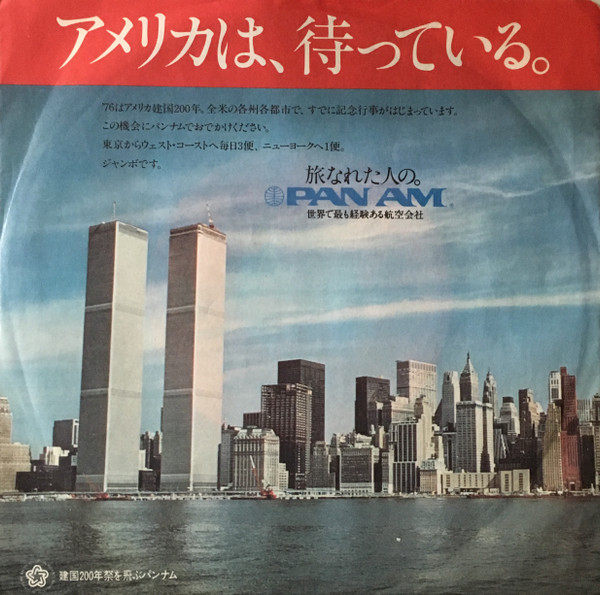 アメリカは、待っている。
'76はアメリカ建国200年。全米の各州各都市で、すでに記念行事がはじまっています。
この機会にパンナムでおでかけください。
東京からウェスト・コーストへ毎日3便、ニューヨークへ1便。
ジャンボです。
旅なれた人の。
PAN AM®
世界で最も経験ある航空会社
建国200年祭を飛ぶパンナム